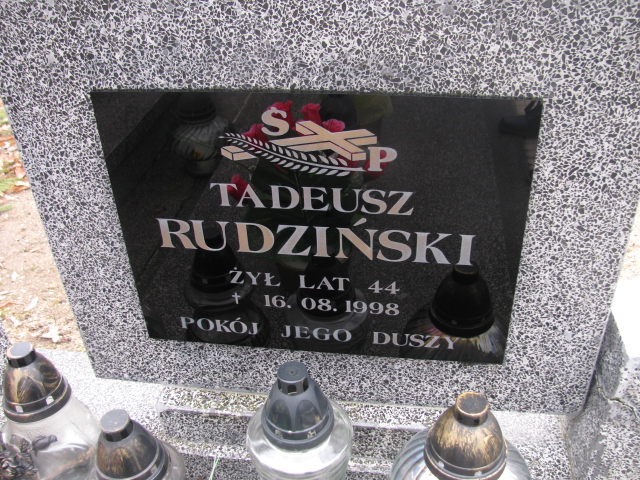 S P
TADEUSZ
RUDZIŃSKI
ŻYŁ LAT 44
✝ 16.08.1998
POKÓJ JEGO DUSZY